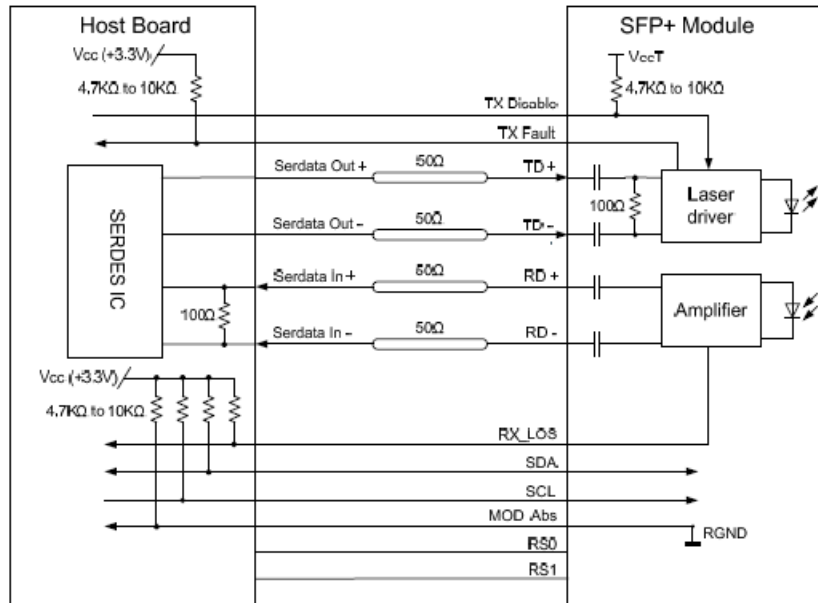 Host Board
SFP+ Module
Vcc (+3.3V)
4.7KΩ to 10KΩ
VccT
4.7KΩ to 10KΩ
TX Disable
TX Fault
SERDES IC
Serdata Out +
50Ω
TD +
Serdata Out -
50Ω
TD -
100Ω
Laser
driver
Serdata In +
50Ω
RD +
100Ω
Serdata In -
50Ω
RD -
Amplifier
Vcc (+3.3V)
4.7KΩ to 10KΩ
RX_LOS
SDA
SCL
MOD Abs
RGND
RS0
RS1